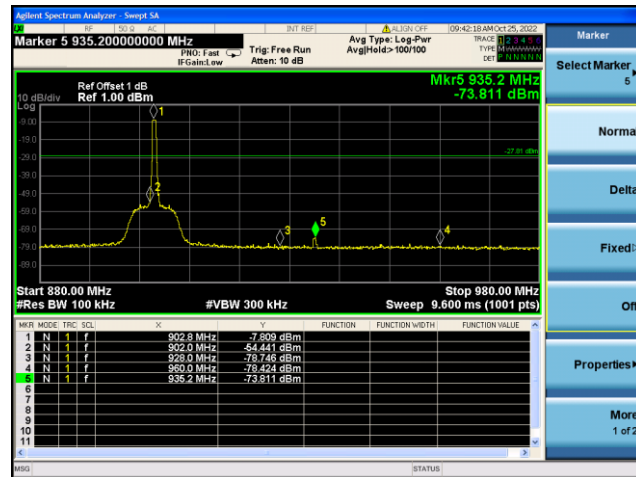 Agilent Spectrum Analyzer - Swept SA
RF 50 Ω AC INT REF ALIGN OFF 09:42:18 AM Oct 25, 2022
Marker 5 935.200000000 MHz
PNO: Fast
IFGain:Low
Trig: Free Run
Atten: 10 dB
Avg Type: Log-Pwr
Avg|Hold:>100/100
TRACE 1 2 3 4 5 6
TYPE M
DET P N N N N N
Ref Offset 1 dB
Ref 1.00 dBm
10 dB/div
Log
Mkr5 935.2 MHz
-73.811 dBm
-9.00
-19.0
-29.0
-39.0
-49.0
-59.0
-69.0
-79.0
-89.0
-27.81 dBm
1
2
3
5
4
Start 880.00 MHz
Stop 980.00 MHz
#Res BW 100 kHz
#VBW 300 kHz
Sweep 9.600 ms (1001 pts)
MKR MODE TRC SCL X Y FUNCTION FUNCTION WIDTH FUNCTION VALUE
1 N 1 f 902.8 MHz -7.809 dBm
2 N 1 f 902.0 MHz -54.441 dBm
3 N 1 f 928.0 MHz -78.746 dBm
4 N 1 f 960.0 MHz -78.424 dBm
5 N 1 f 935.2 MHz -73.811 dBm
6
7
8
9
10
11
MSG
STATUS
Marker
Select Marker
5
Norma
Delta
Fixed
Off
Properties
More
1 of 2